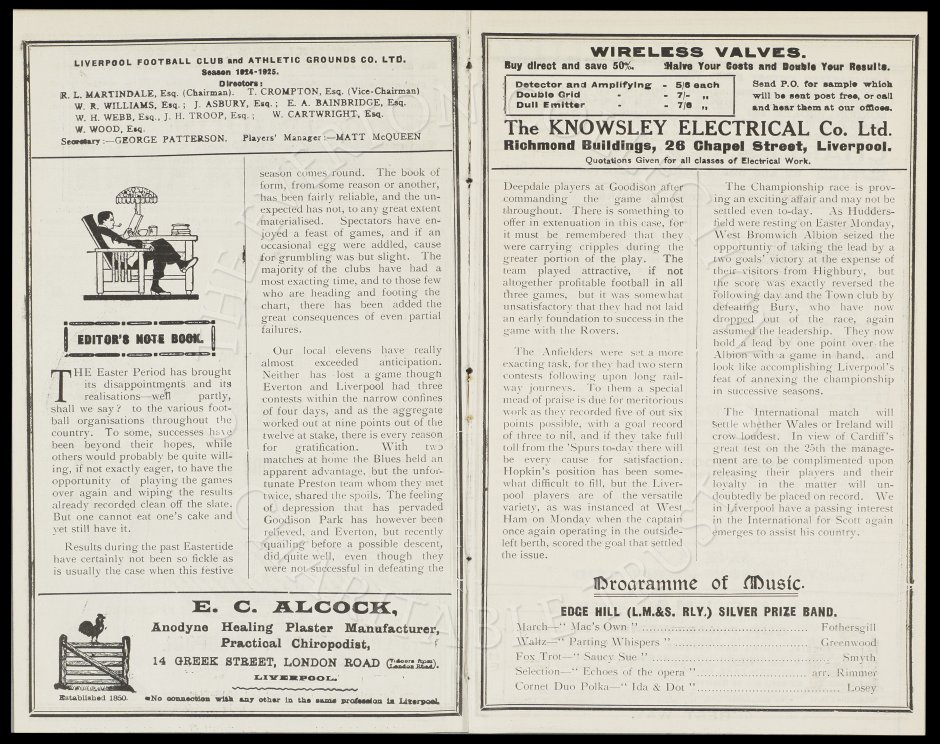 LIVERPOOL FOOTBALL CLUB and ATHLETIC GROUNDS CO. LTD.
Season 1924-1925.
Directors:
R. L. MARTINDALE, Esq. (Chairman). T. CROMPTON, Esq. (Vice-Chairman)
W. R. WILLIAMS, Esq. ; J. ASBURY, Esq. ; E. A. BAINBRIDGE, Esq.
W. H. WEBB, Esq., J. H. TROOP, Esq. ; W. CARTWRIGHT, Esq.
W. WOOD, Esq.
Secretary:—GEORGE PATTERSON. Players' Manager:—MATT McQUEEN
EDITOR'S NOTE BOOK.
THE Easter Period has brought
its disappointments and its
realisations—well partly,
shall we say? to the various foot-
ball organisations throughout the
country. To some, successes have
been beyond their hopes, while
others would probably be quite will-
ing, if not exactly eager, to have the
opportunity of playing the games
over again and wiping the results
already recorded clean off the slate.
But one cannot eat one's cake and
yet still have it.
Results during the past Eastertide
have certainly not been so fickle as
is usually the case when this festive
season comes round. The book of
form, from some reason or another,
has been fairly reliable, and the un-
expected has not, to any great extent
materialised. Spectators have en-
joyed a feast of games, and if an
occasional egg were addled, cause
for grumbling was but slight. The
majority of the clubs have had a
most exacting time, and to those few
who are heading and footing the
chart, there has been added the
great consequences of even partial
failures.
Our local elevens have really
almost exceeded anticipation.
Neither has lost a game though
Everton and Liverpool had three
contests within the narrow confines
of four days, and as the aggregate
worked out at nine points out of the
twelve at stake, there is every reason
for gratification. With two
matches at home the Blues held an
apparent advantage, but the unfor-
tunate Preston team whom they met
twice, shared the spoils. The feeling
of depression that has pervaded
Goodison Park has however been
relieved, and Everton, but recently
quailing before a possible descent,
did quite well, even though they
were not successful in defeating the
E. C. ALCOCK,
Anodyne Healing Plaster Manufacturer,
Practical Chiropodist,
14 GREEK STREET, LONDON ROAD
LIVERPOOL.
Established 1850.
No connection with any other in the same profession in Liverpool.
WIRELESS VALVES.
Buy direct and save 50%. Halve Your Costs and Double Your Results.
Detector and Amplifying - 5/6 each
Double Grid - - 7/- „
Dull Emitter - - 7/6 „
Send P.O. for sample which
will be sent post free, or call
and hear them at our offices.
The KNOWSLEY ELECTRICAL Co. Ltd.
Richmond Buildings, 26 Chapel Street, Liverpool.
Quotations Given for all classes of Electrical Work.
Deepdale players at Goodison after
commanding the game almost
throughout. There is something to
offer in extenuation in this case, for
it must be remembered that they
were carrying cripples during the
greater portion of the play. The
team played attractive, if not
altogether profitable football in all
three games, but it was somewhat
unsatisfactory that they had not laid
an early foundation to success in the
game with the Rovers.
The Anfielders were set a more
exacting task, for they had two stern
contests following upon long rail-
way journeys. To them a special
mead of praise is due for meritorious
work as they recorded five out six
points possible, with a goal record
of three to nil, and if they take full
toll from the 'Spurs to-day there will
be every cause for satisfaction.
Hopkin's position has been some-
what difficult to fill, but the Liver-
pool players are of the versatile
variety, as was instanced at West
Ham on Monday when the captain
once again operating in the outside-
left berth, scored the goal that settled
the issue.
The Championship race is prov-
ing an exciting affair and may not be
settled even to-day. As Hudders-
field were resting on Easter Monday,
West Bromwich Albion seized the
opportuntiy of taking the lead by a
two goals' victory at the expense of
their visitors from Highbury, but
the score was exactly reversed the
following day and the Town club by
defeating Bury, who have now
dropped out of the race, again
assumed the leadership. They now
hold a lead by one point over the
Albion with a game in hand, and
look like accomplishing Liverpool's
feat of annexing the championship
in successive seasons.
The International match will
settle whether Wales or Ireland will
crow loudest. In view of Cardiff's
great test on the 25th the manage-
ment are to be complimented upon
releasing their players and their
loyalty in the matter will un-
doubtedly be placed on record. We
in Liverpool have a passing interest
in the International for Scott again
emerges to assist his country.
Programme of Music.
EDGE HILL (L.M.&S. RLY.) SILVER PRIZE BAND.
March—" Mac's Own " ........ Fothersgill
Waltz—" Parting Whispers " ........ Greenwood
Fox Trot—" Saucy Sue " ........ Smyth
Selection—" Echoes of the opera " ........ arr. Rimmer
Cornet Duo Polka—" Ida & Dot " ........ Losey